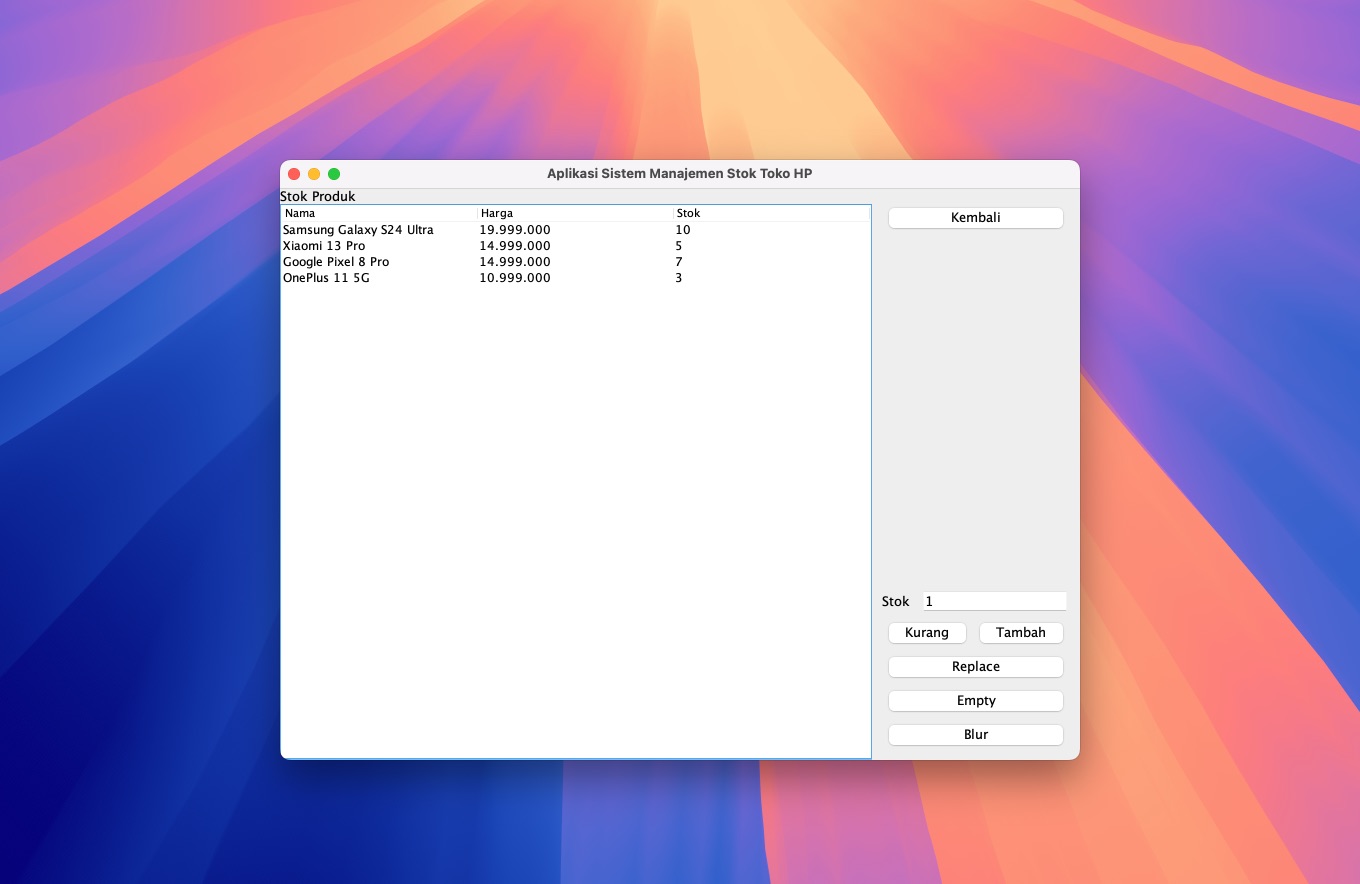 Aplikasi Sistem Manajemen Stok Toko HP
Stok Produk
Nama Harga Stok
Samsung Galaxy S24 Ultra 19.999.000 10
Xiaomi 13 Pro 14.999.000 5
Google Pixel 8 Pro 14.999.000 7
OnePlus 11 5G 10.999.000 3
Kembali
Stok 1
Kurang Tambah
Replace
Empty
Blur